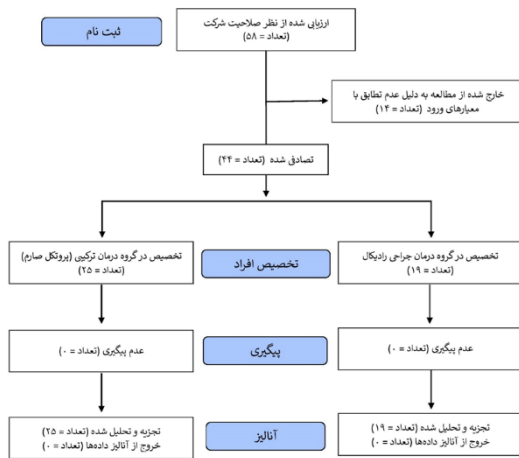 ثبت نام
ارزیابی شده از نظر صلاحیت شرکت
(تعداد = ۵۸)
خارج شده از مطالعه به دلیل عدم تطابق با
معیارهای ورود (تعداد = ۱۴)
تصادفی شده (تعداد = ۴۴)
تخصیص در گروه درمان جراحی رادیکال
(تعداد = ۱۹)
تخصیص افراد
تخصیص در گروه درمان ترکیبی (پروتکل صارم)
(تعداد = ۲۵)
عدم پیگیری (تعداد = ۰)
پیگیری
عدم پیگیری (تعداد = ۰)
تجزیه و تحلیل شده (تعداد = ۱۹)
خروج از آنالیز داده‌ها (تعداد = ۰)
آنالیز
تجزیه و تحلیل شده (تعداد = ۲۵)
خروج از آنالیز داده‌ها (تعداد = ۰)